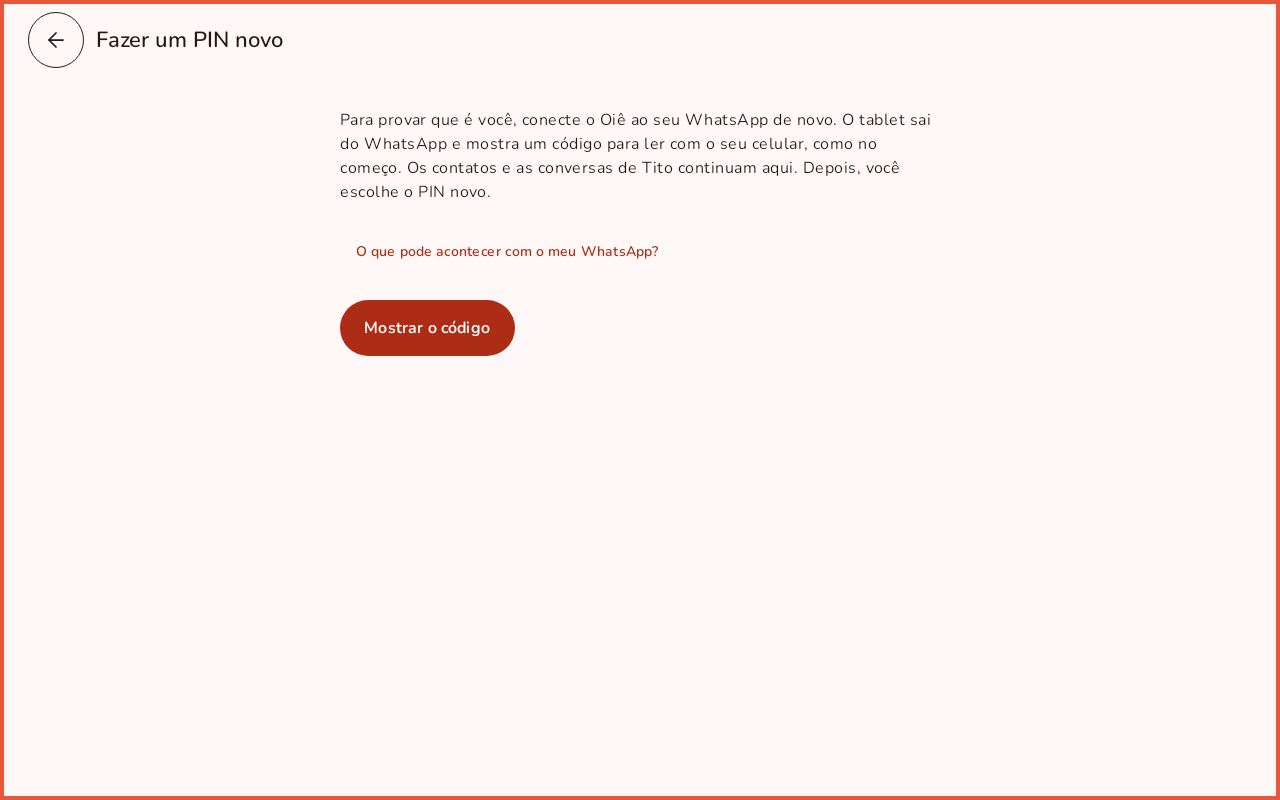 Fazer um PIN novo
Para provar que é você, conecte o Oiê ao seu WhatsApp de novo. O tablet sai
do WhatsApp e mostra um código para ler com o seu celular, como no
começo. Os contatos e as conversas de Tito continuam aqui. Depois, você
escolhe o PIN novo.
O que pode acontecer com o meu WhatsApp?
Mostrar o código